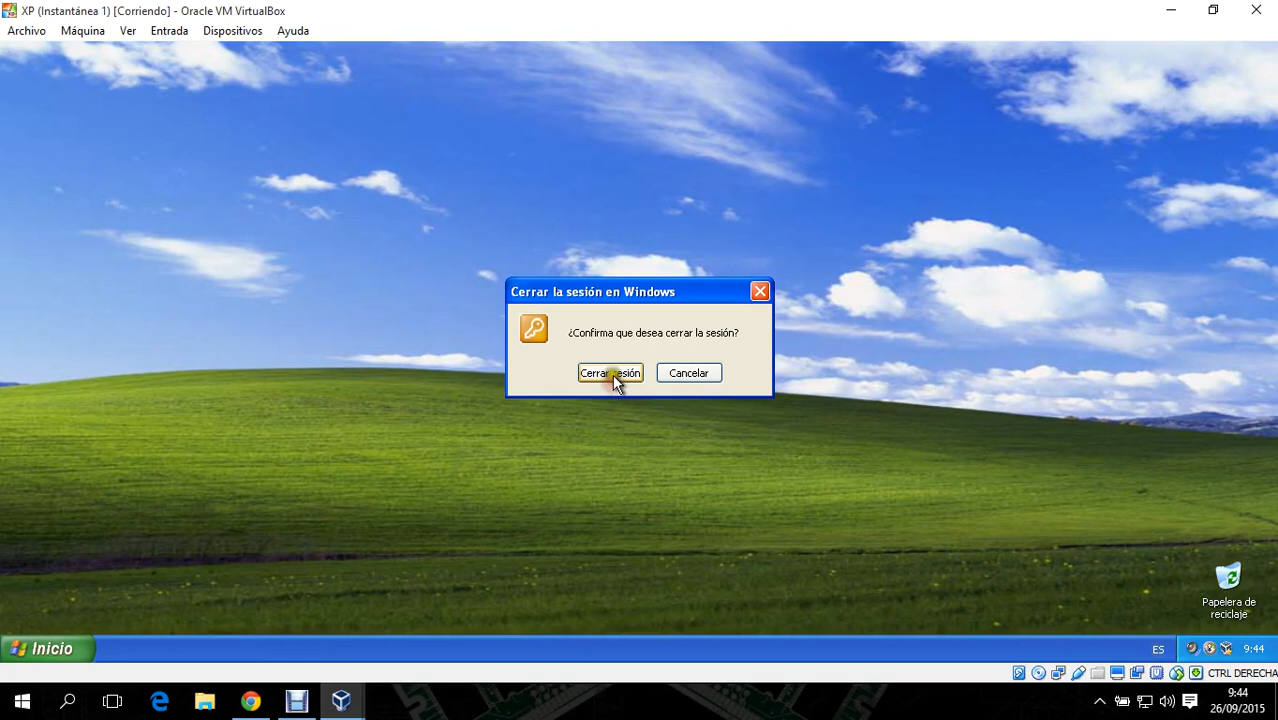 XP (Instantánea 1) [Corriendo] - Oracle VM VirtualBox
Archivo Máquina Ver Entrada Dispositivos Ayuda
Cerrar la sesión en Windows
¿Confirma que desea cerrar la sesión?
Cerrar sesión Cancelar
Papelera de
reciclaje
Inicio ES 9:44
CTRL DERECHA
9:44
26/09/2015